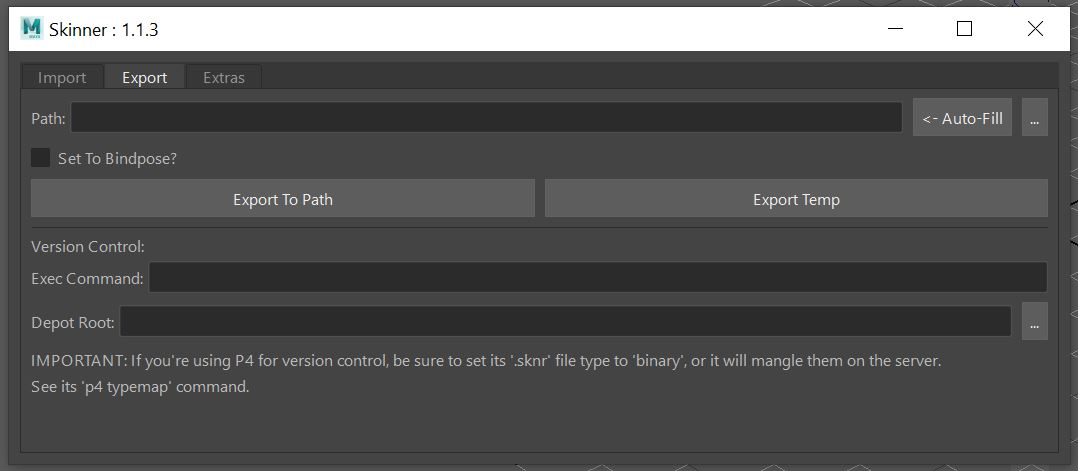 Skinner : 1.1.3
Import Export Extras
Path: <- Auto-Fill ...
Set To Bindpose?
Export To Path Export Temp
Version Control:
Exec Command:
Depot Root: ...
IMPORTANT: If you're using P4 for version control, be sure to set its '.sknr' file type to 'binary', or it will mangle them on the server.
See its 'p4 typemap' command.